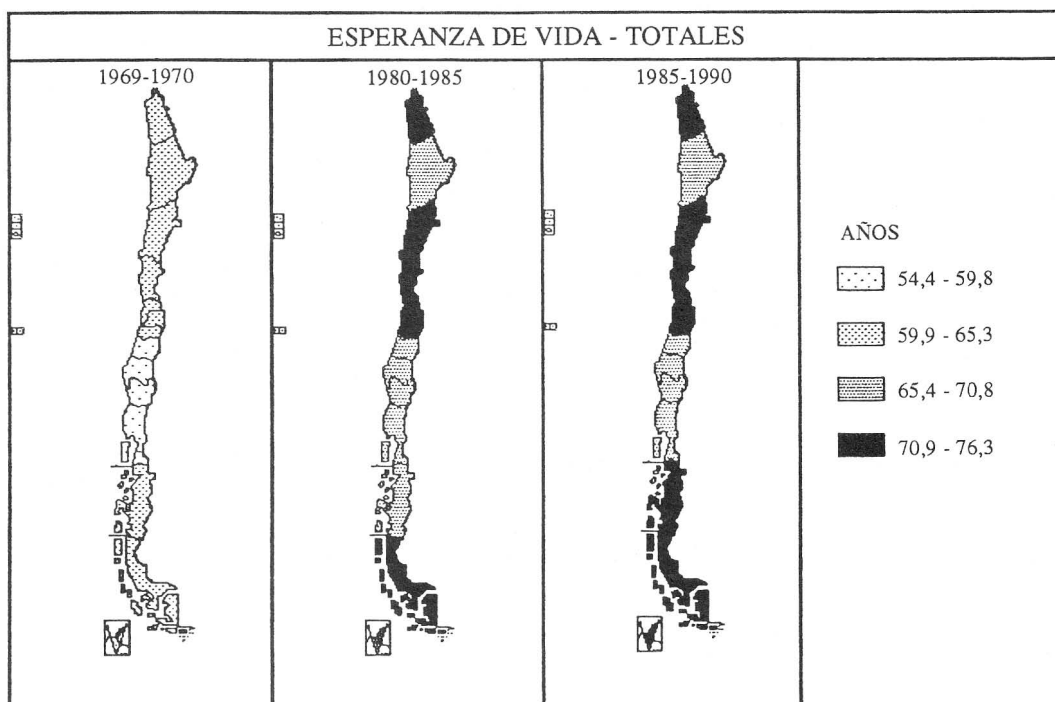 ESPERANZA DE VIDA - TOTALES
1969-1970
1980-1985
1985-1990
AÑOS
54,4 - 59,8
59,9 - 65,3
65,4 - 70,8
70,9 - 76,3